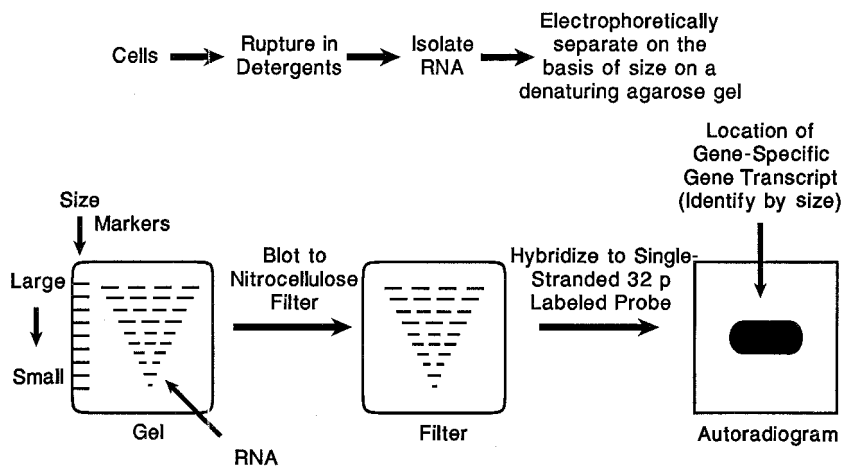 Cells
Rupture in
Detergents
Isolate
RNA
Electrophoretically
separate on the
basis of size on a
denaturing agarose gel
Location of
Gene-Specific
Gene Transcript
(Identify by size)
Size
Markers
Large
Small
Blot to
Nitrocellulose
Filter
Hybridize to Single-
Stranded 32 p
Labeled Probe
Gel
RNA
Filter
Autoradiogram